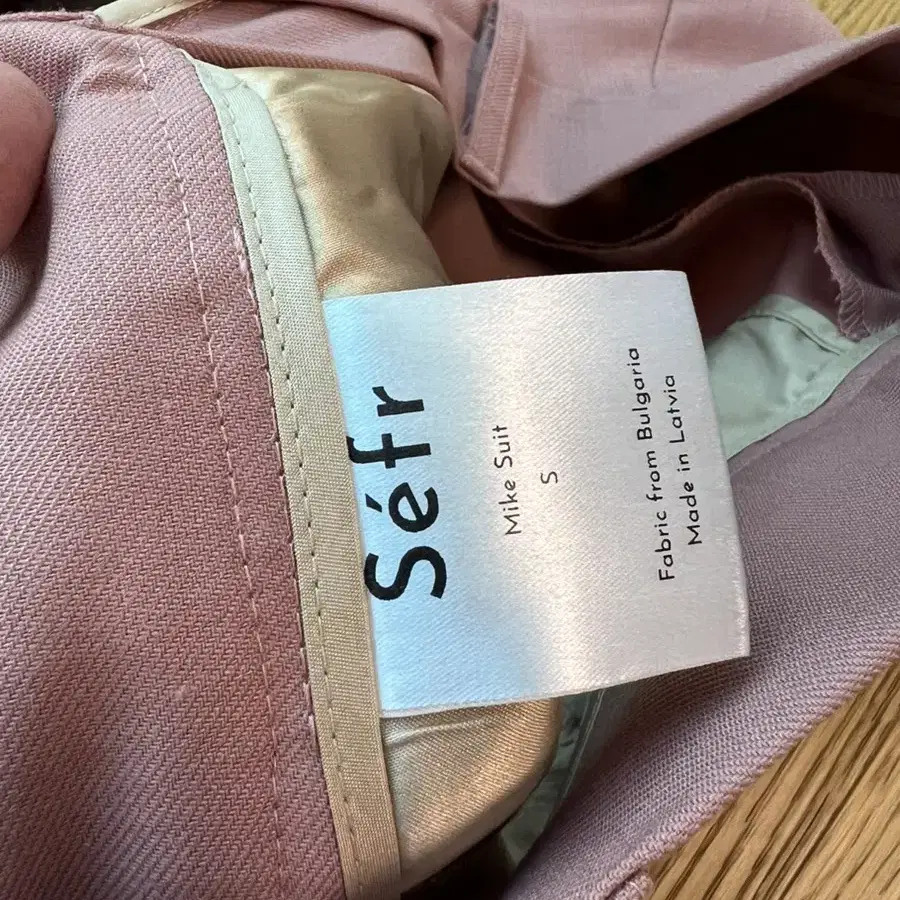 Séfr
Mike Suit
S
Fabric from Bulgaria
Made in Latvia